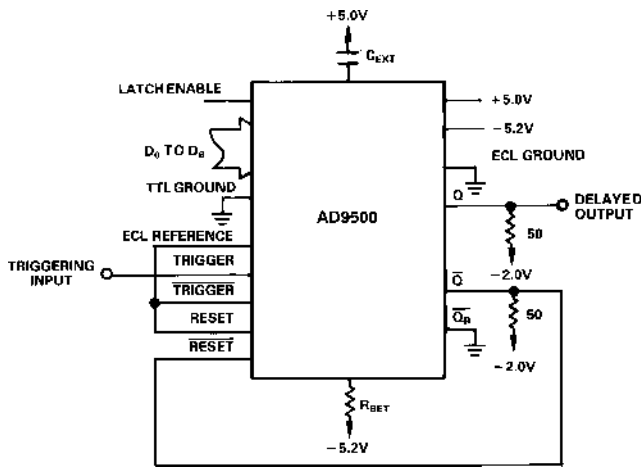 +5.0V
CEXT
LATCH ENABLE
+5.0V
−5.2V
D0 TO D8
ECL GROUND
TTL GROUND
Q
DELAYED
OUTPUT
AD9500
50
ECL REFERENCE
TRIGGER
−2.0V
TRIGGERING
INPUT
Q̅
TRIGGER
50
RESET
Q̅R̅
RESET
−2.0V
RSET
−5.2V